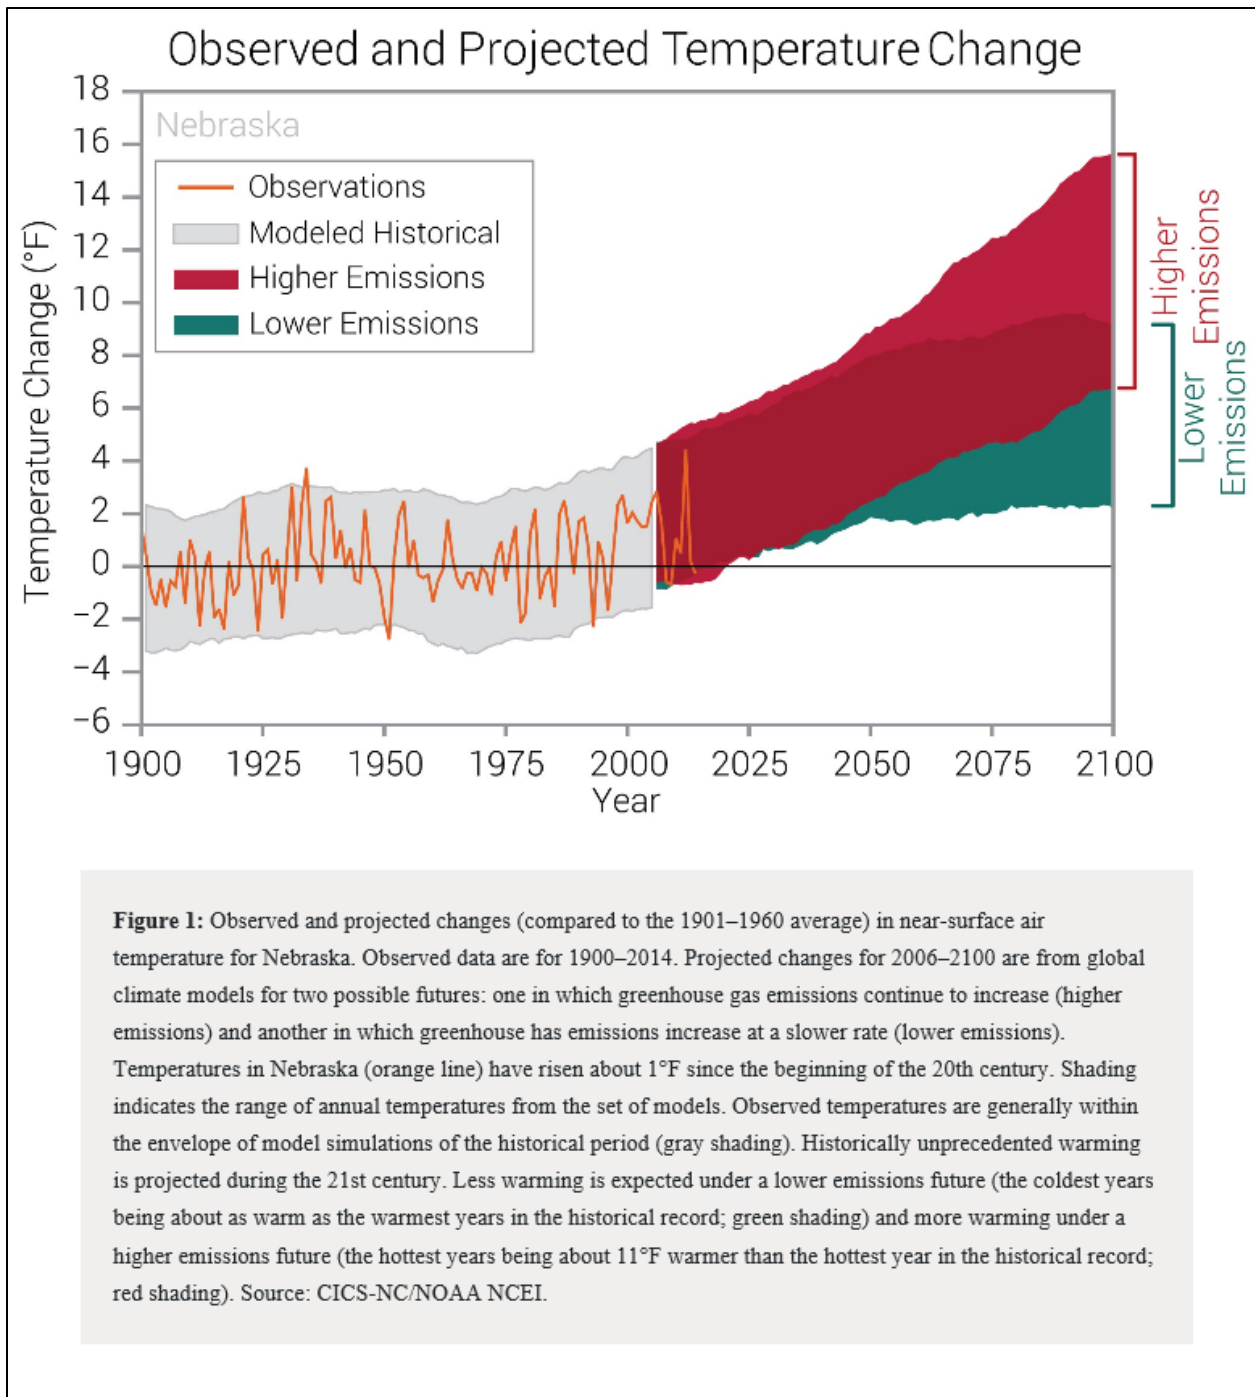 Observed and Projected Temperature Change
Nebraska
Observations
Modeled Historical
Higher Emissions
Lower Emissions
Temperature Change (°F)
18
16
14
12
10
8
6
4
2
0
−2
−4
−6
1900 1925 1950 1975 2000 2025 2050 2075 2100
Year
Higher
Emissions
Lower
Emissions
Figure 1: Observed and projected changes (compared to the 1901–1960 average) in near-surface air
temperature for Nebraska. Observed data are for 1900–2014. Projected changes for 2006–2100 are from global
climate models for two possible futures: one in which greenhouse gas emissions continue to increase (higher
emissions) and another in which greenhouse has emissions increase at a slower rate (lower emissions).
Temperatures in Nebraska (orange line) have risen about 1°F since the beginning of the 20th century. Shading
indicates the range of annual temperatures from the set of models. Observed temperatures are generally within
the envelope of model simulations of the historical period (gray shading). Historically unprecedented warming
is projected during the 21st century. Less warming is expected under a lower emissions future (the coldest years
being about as warm as the warmest years in the historical record; green shading) and more warming under a
higher emissions future (the hottest years being about 11°F warmer than the hottest year in the historical record;
red shading). Source: CICS-NC/NOAA NCEI.